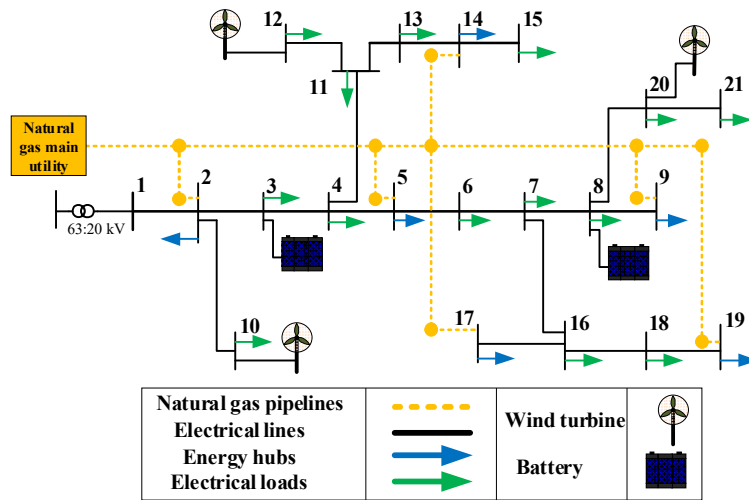 12 13 14 15
11
20 21
Natural
gas main
utility
1 2 3 4 5 6 7 8 9
63:20 kV
10 17 16 18 19
Natural gas pipelines
Electrical lines
Energy hubs
Electrical loads
Wind turbine
Battery